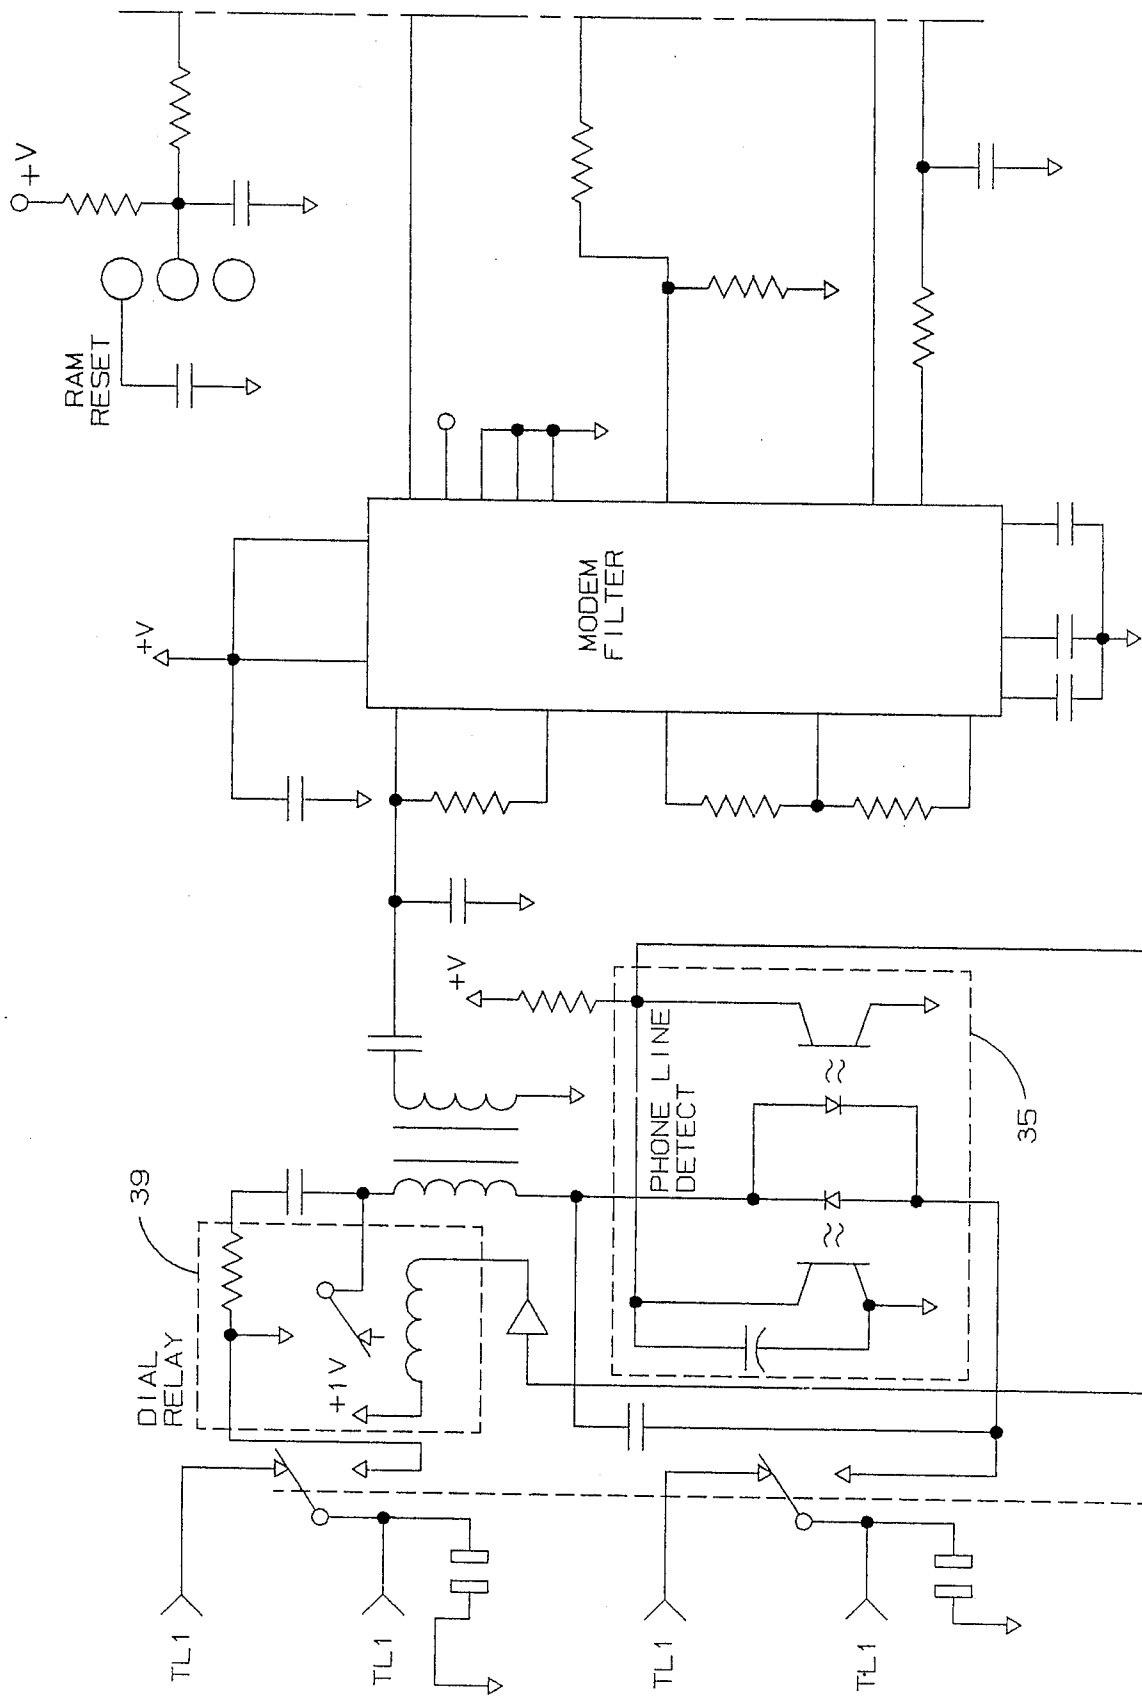 +V
RAM
RESET
+V
MODEM
FILTER
+V
PHONE LINE
DETECT
35
39
DIAL
RELAY
+1V
TL1
TL1
TL1
TL1